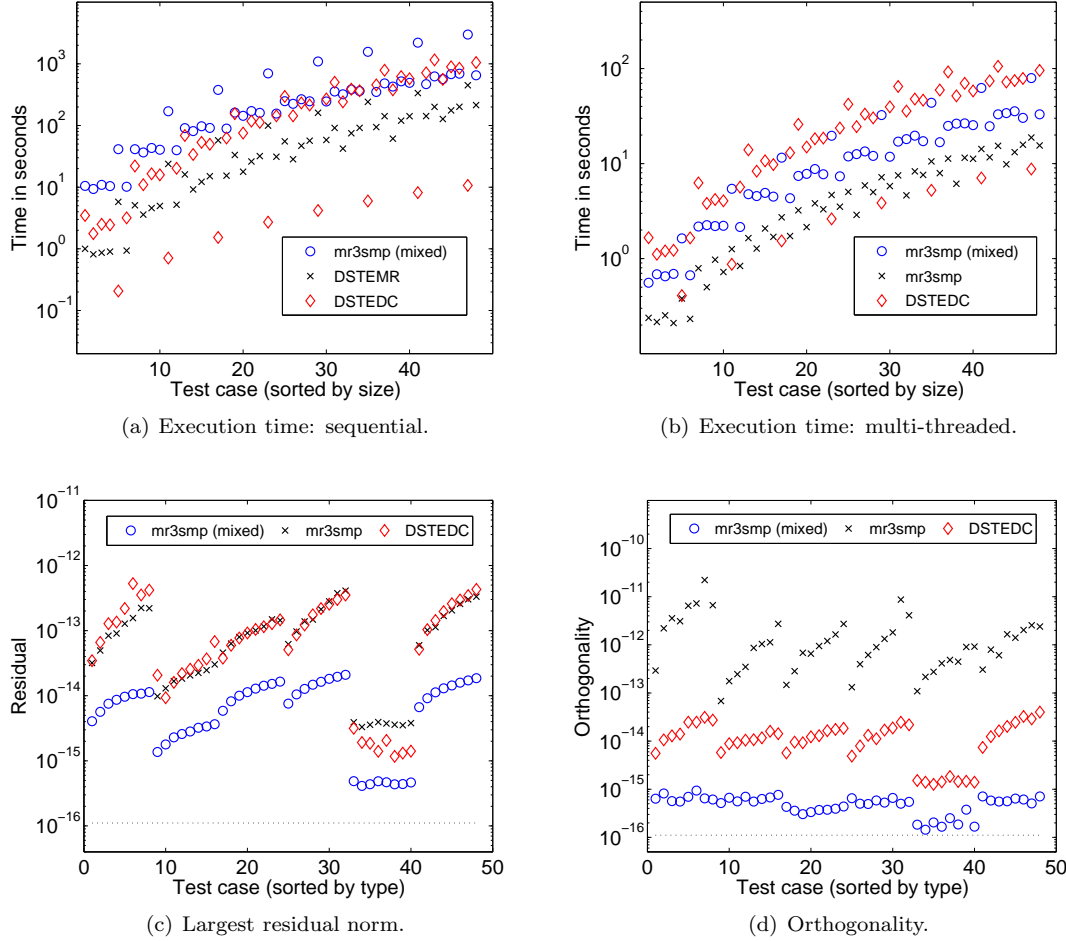 10^3
10^2
10^1
10^0
10^-1
Time in seconds
mr3smp (mixed)
DSTEMR
DSTEDC
10 20 30 40
Test case (sorted by size)
(a) Execution time: sequential.
10^2
10^1
10^0
Time in seconds
mr3smp (mixed)
mr3smp
DSTEDC
10 20 30 40
Test case (sorted by size)
(b) Execution time: multi-threaded.
10^-11
10^-12
10^-13
10^-14
10^-15
10^-16
Residual
mr3smp (mixed) mr3smp DSTEDC
0 10 20 30 40 50
Test case (sorted by type)
(c) Largest residual norm.
10^-10
10^-11
10^-12
10^-13
10^-14
10^-15
10^-16
Orthogonality
mr3smp (mixed) mr3smp DSTEDC
0 10 20 30 40 50
Test case (sorted by type)
(d) Orthogonality.